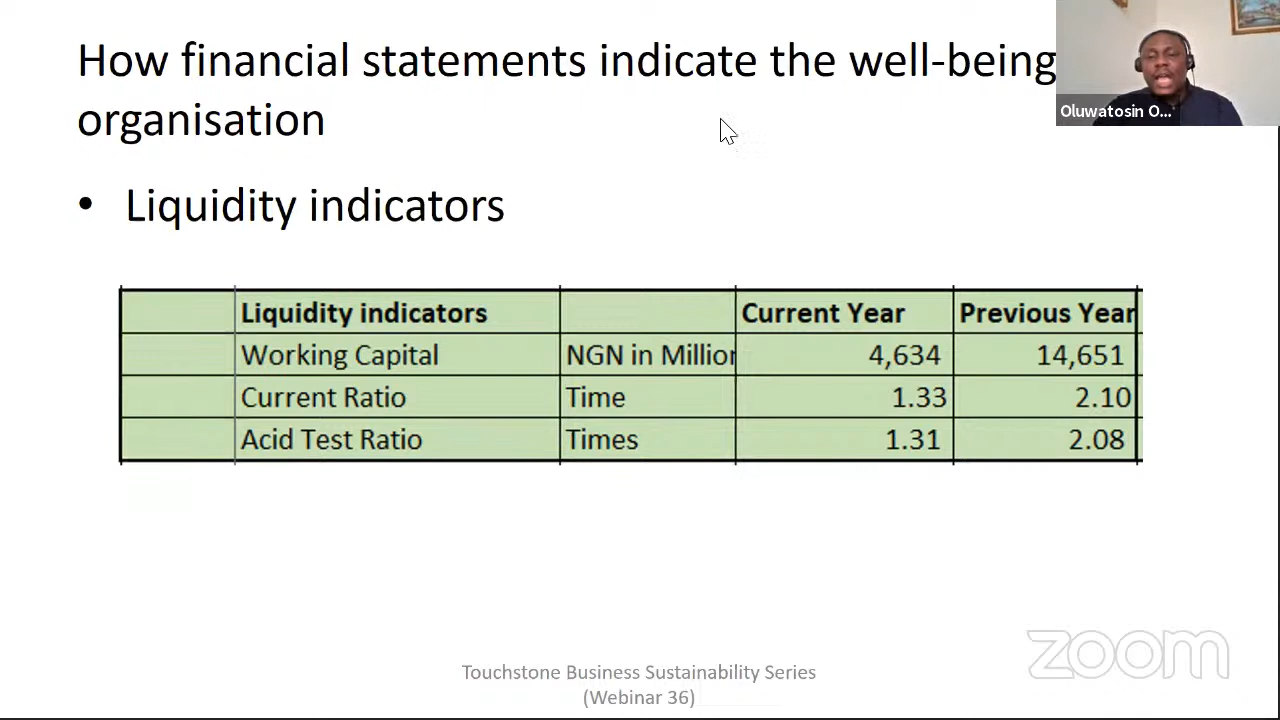 How financial statements indicate the well-being
organisation
Oluwatosin O...
• Liquidity indicators
Liquidity indicators Current Year Previous Year
Working Capital NGN in Million 4,634 14,651
Current Ratio Time 1.33 2.10
Acid Test Ratio Times 1.31 2.08
zoom
Touchstone Business Sustainability Series
(Webinar 36)